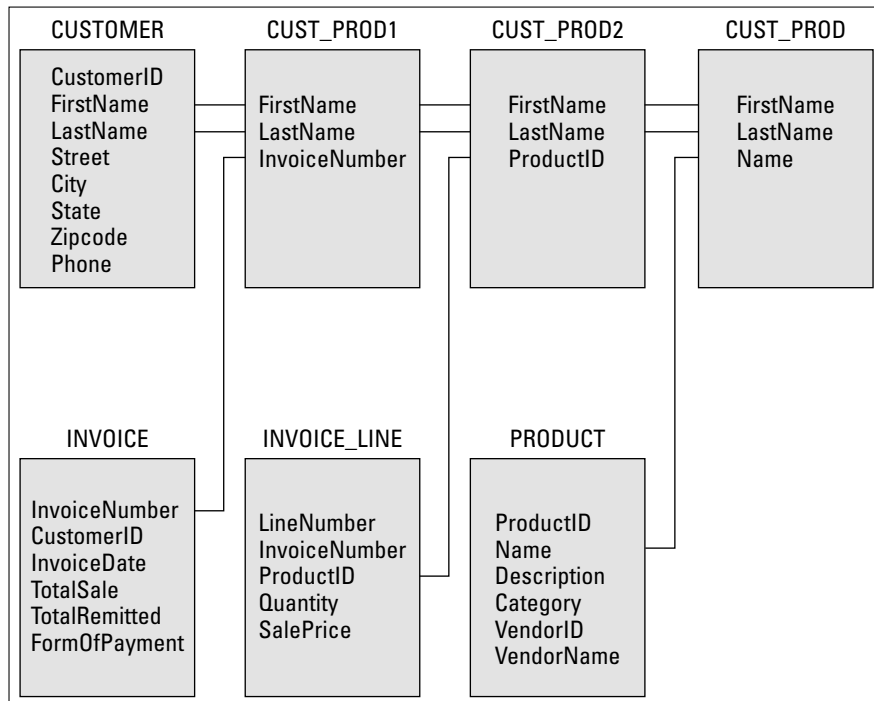 CUSTOMER
CustomerID
FirstName
LastName
Street
City
State
Zipcode
Phone
CUST_PROD1
FirstName
LastName
InvoiceNumber
CUST_PROD2
FirstName
LastName
ProductID
CUST_PROD
FirstName
LastName
Name
INVOICE
InvoiceNumber
CustomerID
InvoiceDate
TotalSale
TotalRemitted
FormOfPayment
INVOICE_LINE
LineNumber
InvoiceNumber
ProductID
Quantity
SalePrice
PRODUCT
ProductID
Name
Description
Category
VendorID
VendorName